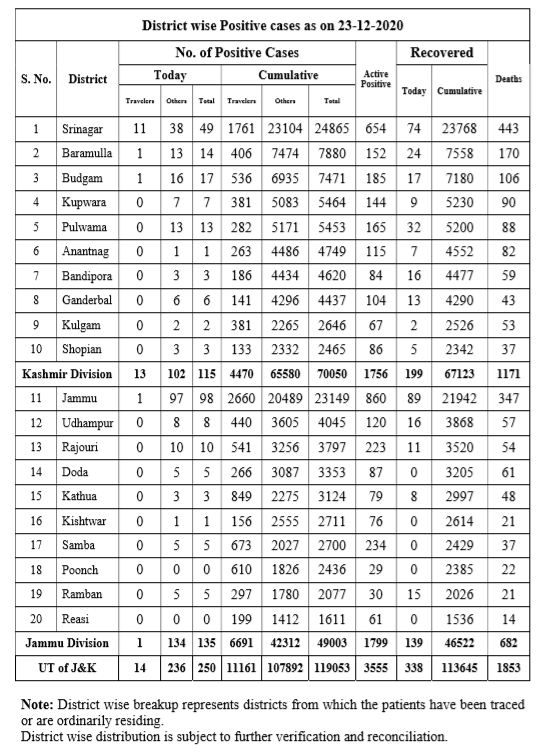 District wise Positive cases as on 23-12-2020
S. No. District No. of Positive Cases Active Positive Recovered Deaths
Today Cumulative Today Cumulative
Travelers Others Total Travelers Others Total
1 Srinagar 11 38 49 1761 23104 24865 654 74 23768 443
2 Baramulla 1 13 14 406 7474 7880 152 24 7558 170
3 Budgam 1 16 17 536 6935 7471 185 17 7180 106
4 Kupwara 0 7 7 381 5083 5464 144 9 5230 90
5 Pulwama 0 13 13 282 5171 5453 165 32 5200 88
6 Anantnag 0 1 1 263 4486 4749 115 7 4552 82
7 Bandipora 0 3 3 186 4434 4620 84 16 4477 59
8 Ganderbal 0 6 6 141 4296 4437 104 13 4290 43
9 Kulgam 0 2 2 381 2265 2646 67 2 2526 53
10 Shopian 0 3 3 133 2332 2465 86 5 2342 37
Kashmir Division 13 102 115 4470 65580 70050 1756 199 67123 1171
11 Jammu 1 97 98 2660 20489 23149 860 89 21942 347
12 Udhampur 0 8 8 440 3605 4045 120 16 3868 57
13 Rajouri 0 10 10 541 3256 3797 223 11 3520 54
14 Doda 0 5 5 266 3087 3353 87 0 3205 61
15 Kathua 0 3 3 849 2275 3124 79 8 2997 48
16 Kishtwar 0 1 1 156 2555 2711 76 0 2614 21
17 Samba 0 5 5 673 2027 2700 234 0 2429 37
18 Poonch 0 0 0 610 1826 2436 29 0 2385 22
19 Ramban 0 5 5 297 1780 2077 30 15 2026 21
20 Reasi 0 0 0 199 1412 1611 61 0 1536 14
Jammu Division 1 134 135 6691 42312 49003 1799 139 46522 682
UT of J&K 14 236 250 11161 107892 119053 3555 338 113645 1853
Note: District wise breakup represents districts from which the patients have been traced
or are ordinarily residing.
District wise distribution is subject to further verification and reconciliation.